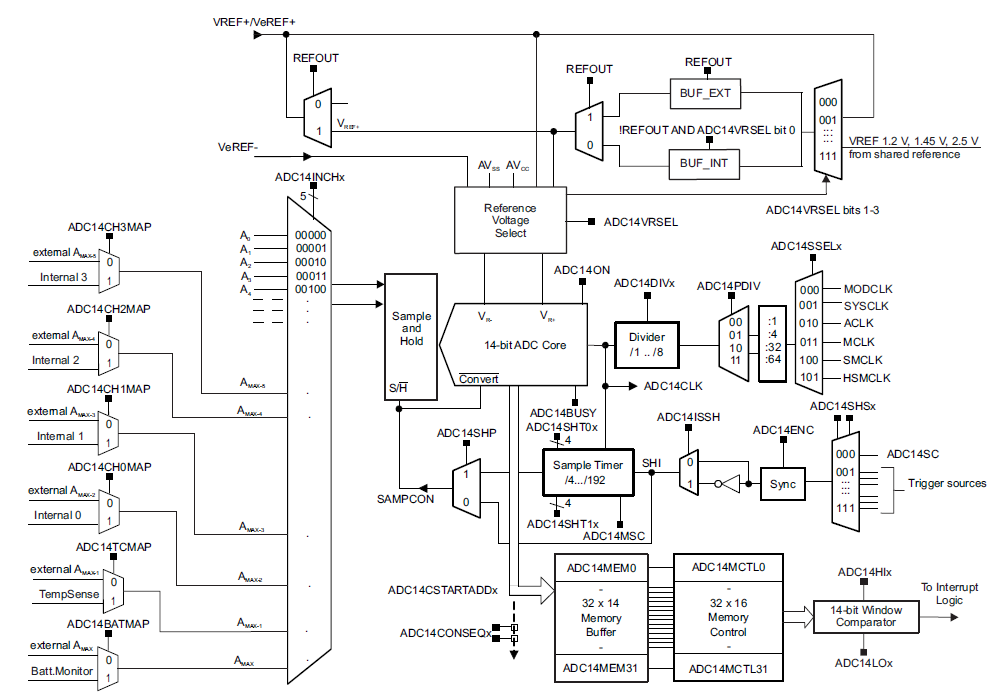 VREF+/VeREF+
REFOUT
0
1
VREF+
VeREF-
REFOUT
1
0
REFOUT
BUF_EXT
!REFOUT AND ADC14VRSEL bit 0
BUF_INT
000
001
:::
:::
111
VREF 1.2 V, 1.45 V, 2.5 V
from shared reference
ADC14VRSEL bits 1-3
AVSS AVCC
Reference
Voltage
Select
ADC14VRSEL
ADC14INCHx
5
A0 00000
A1 00001
A2 00010
A3 00011
A4 00100
ADC14CH3MAP
external AMAX-5
0
Internal 3
1
ADC14CH2MAP
external AMAX-4
0
Internal 2
1
ADC14CH1MAP
external AMAX-3
0
Internal 1
1
ADC14CH0MAP
external AMAX-2
0
Internal 0
1
ADC14TCMAP
external AMAX-1
0
TempSense
1
ADC14BATMAP
external AMAX
0
Batt.Monitor
1
AMAX-5
AMAX-4
AMAX-3
AMAX-2
AMAX-1
AMAX
Sample
and
Hold
S/H
ADC14ON
VR- VR+
14-bit ADC Core
Convert
ADC14BUSY
ADC14DIVx
Divider
/1 .. /8
ADC14CLK
ADC14PDIV
00
01
10
11
:1
:4
:32
:64
ADC14SSELx
000 MODCLK
001 SYSCLK
010 ACLK
011 MCLK
100 SMCLK
101 HSMCLK
ADC14SHP
1
0
SAMPCON
ADC14SHT0x
4
Sample Timer
/4.../192
4
ADC14SHT1x
ADC14MSC
SHI
ADC14ISSH
0
1
ADC14ENC
Sync
ADC14SHSx
000 ADC14SC
001
:::
:::
111
Trigger sources
ADC14CSTARTADDx
ADC14CONSEQx
ADC14MEM0
-
32 x 14
Memory
Buffer
-
ADC14MEM31
ADC14MCTL0
-
32 x 16
Memory
Control
-
ADC14MCTL31
ADC14HIx
14-bit Window
Comparator
ADC14LOx
To Interrupt
Logic